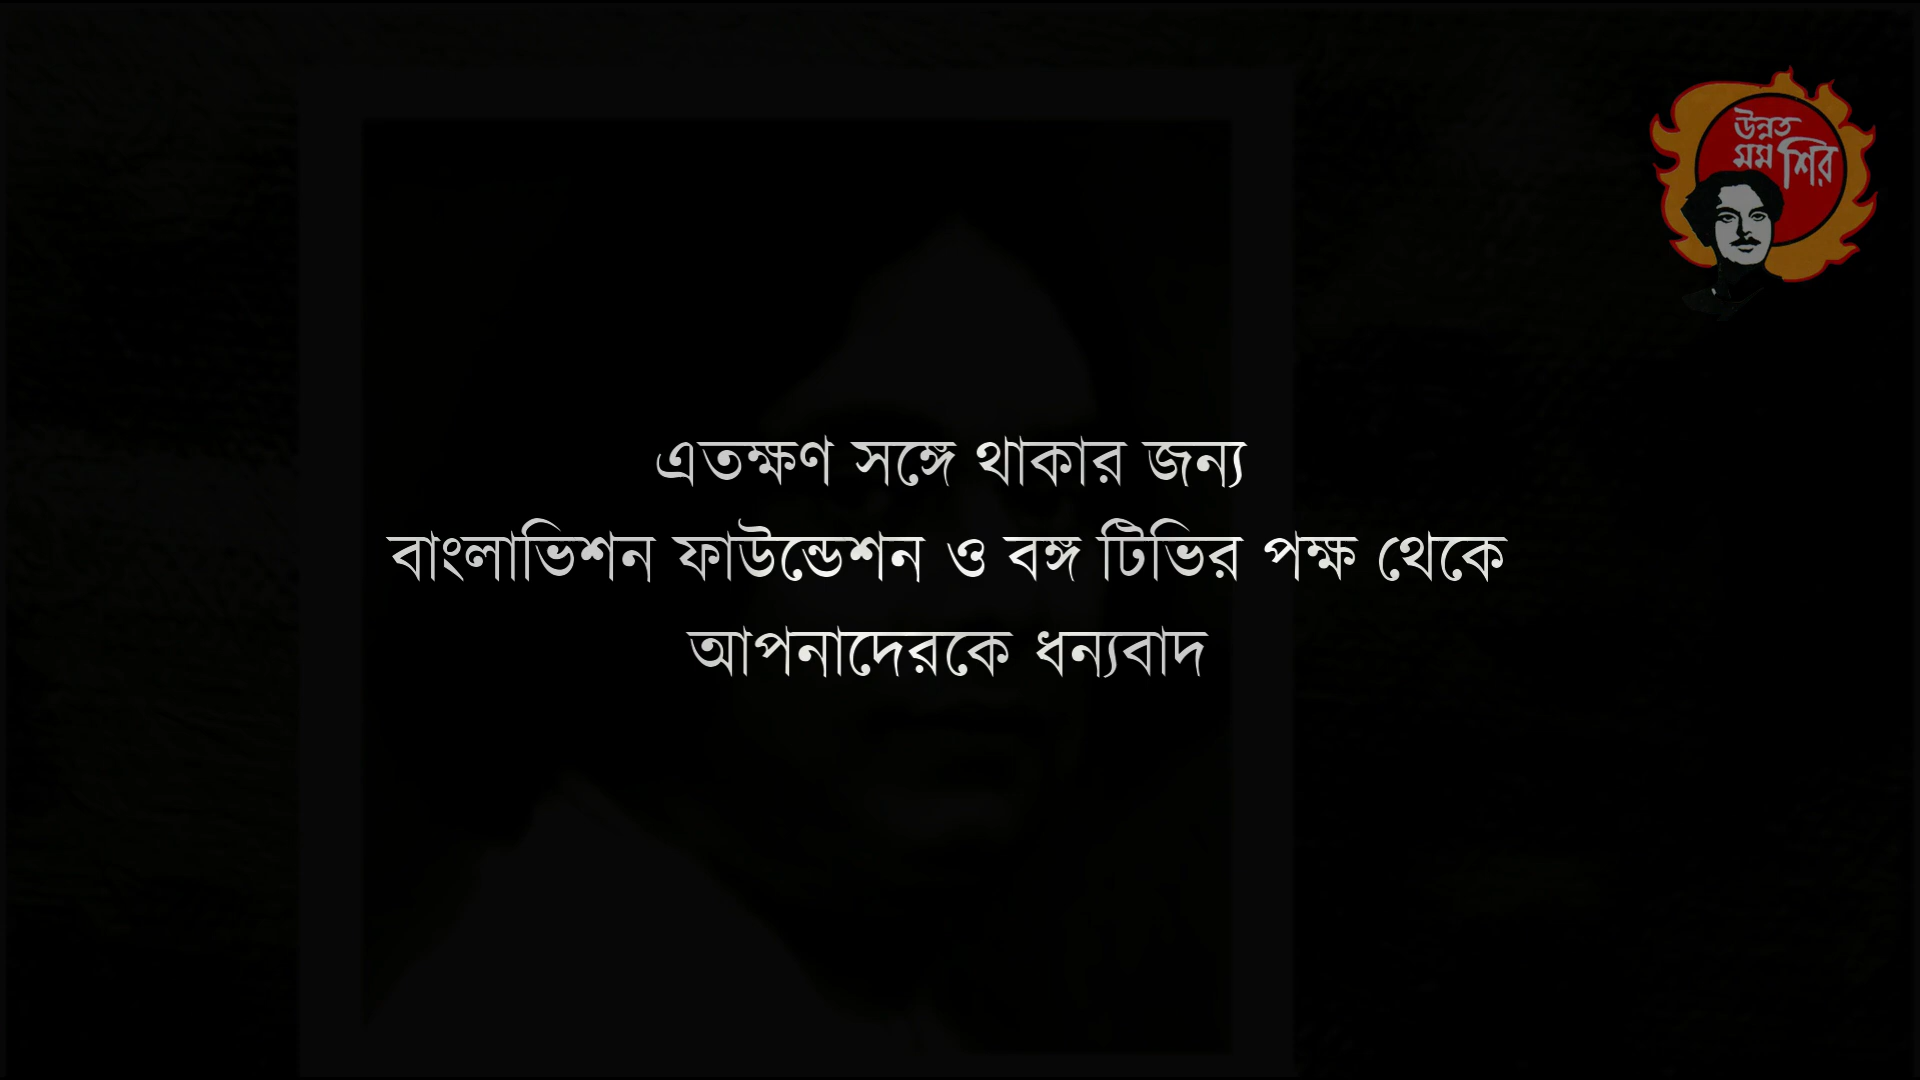 উন্নত
মম শির
এতক্ষণ সঙ্গে থাকার জন্য
বাংলাভিশন ফাউন্ডেশন ও বঙ্গ টিভির পক্ষ থেকে
আপনাদেরকে ধন্যবাদ